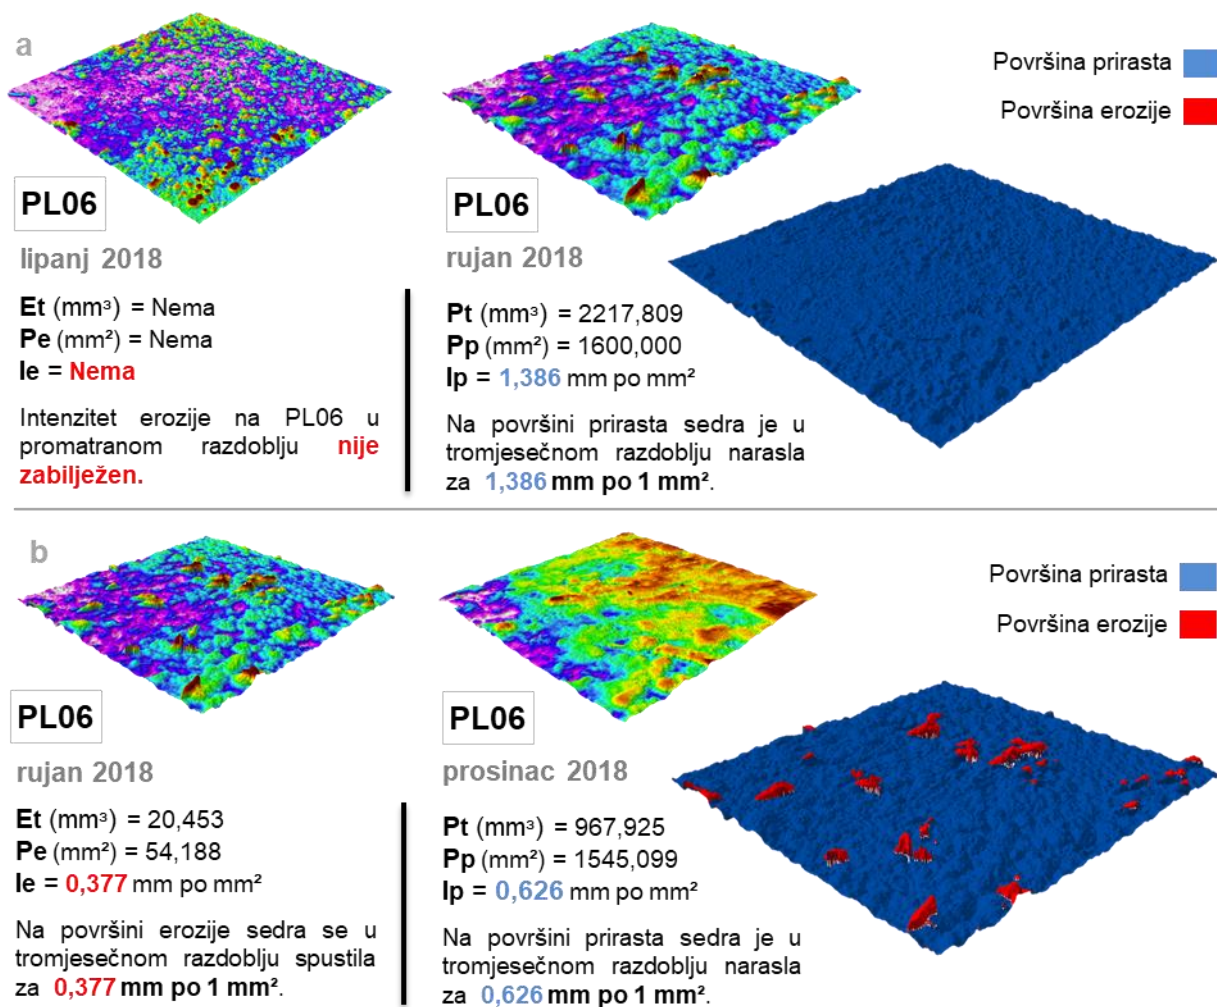 a
Površina prirasta
Površina erozije
PL06
lipanj 2018
Et (mm³) = Nema
Pe (mm²) = Nema
Ie = Nema
Intenzitet erozije na PL06 u
promatranom razdoblju nije
zabilježen.
PL06
rujan 2018
Pt (mm³) = 2217,809
Pp (mm²) = 1600,000
Ip = 1,386 mm po mm²
Na površini prirasta sedra je u
tromjesečnom razdoblju narasla
za 1,386 mm po 1 mm².
b
Površina prirasta
Površina erozije
PL06
rujan 2018
Et (mm³) = 20,453
Pe (mm²) = 54,188
Ie = 0,377 mm po mm²
Na površini erozije sedra se u
tromjesečnom razdoblju spustila
za 0,377 mm po 1 mm².
PL06
prosinac 2018
Pt (mm³) = 967,925
Pp (mm²) = 1545,099
Ip = 0,626 mm po mm²
Na površini prirasta sedra je u
tromjesečnom razdoblju narasla
za 0,626 mm po 1 mm².